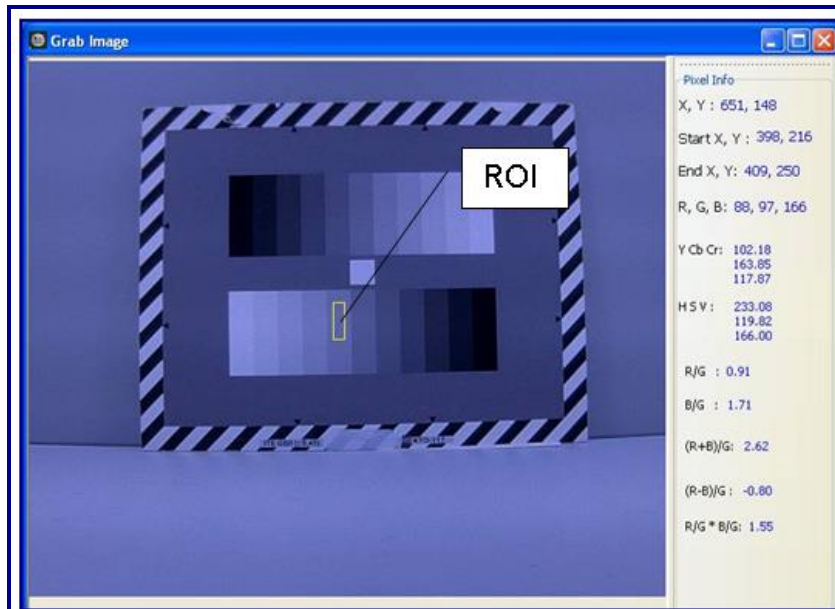 Grab Image
ROI
Pixel Info
X, Y : 651, 148
Start X, Y : 398, 216
End X, Y: 409, 250
R, G, B: 88, 97, 166
Y Cb Cr: 102.18
163.85
117.87
H S V : 233.08
119.82
166.00
R/G : 0.91
B/G : 1.71
(R+B)/G: 2.62
(R-B)/G : -0.80
R/G * B/G: 1.55